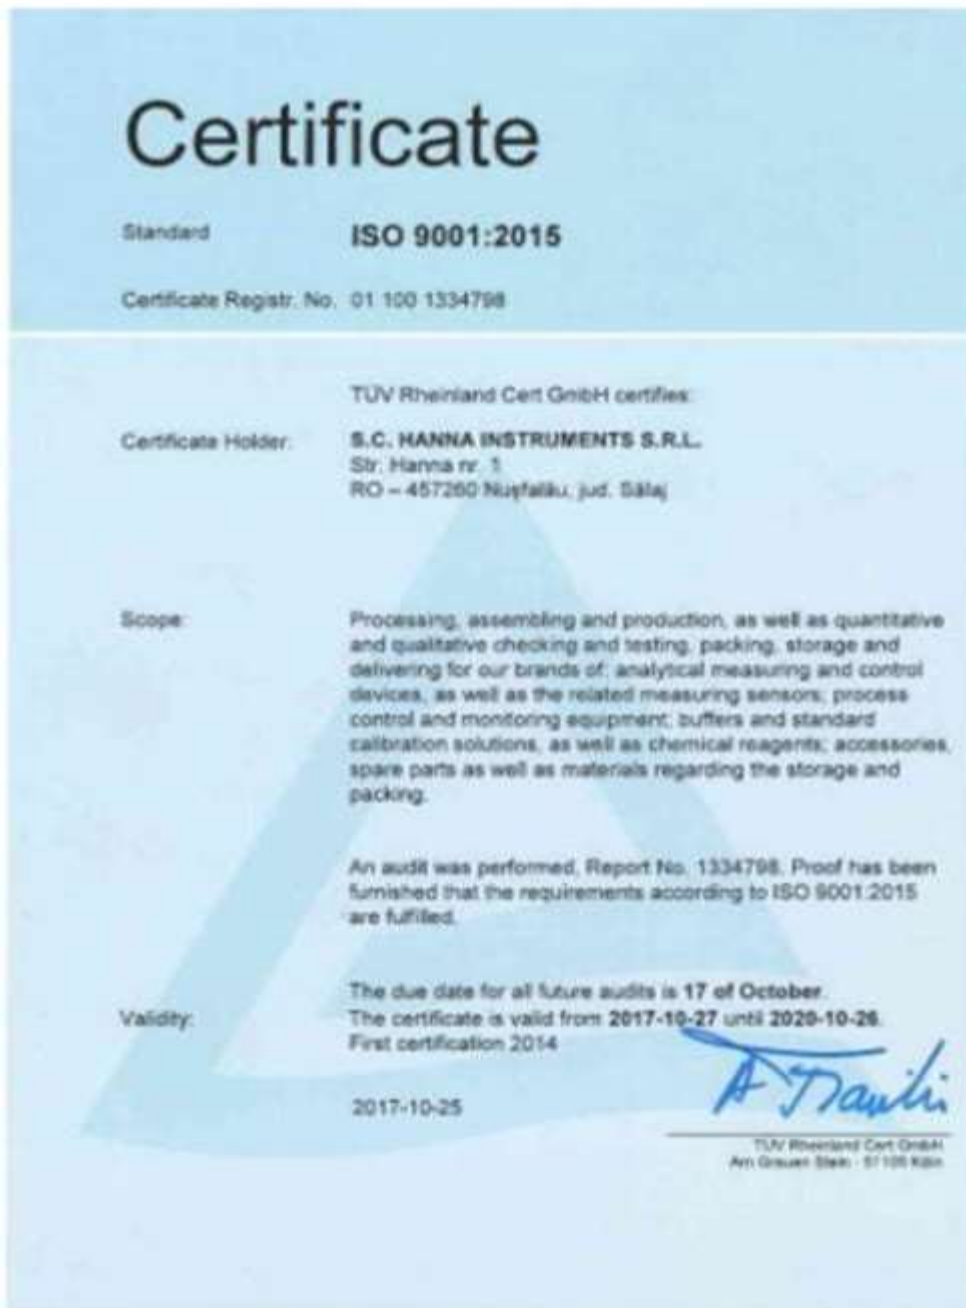 Certificate
Standard ISO 9001:2015
Certificate Registr. No. 01 100 1334798
TÜV Rheinland Cert GmbH certifies:
Certificate Holder: S.C. HANNA INSTRUMENTS S.R.L.
Str. Hanna nr. 1
RO – 457260 Nuşfalău, jud. Sălaj
Scope: Processing, assembling and production, as well as quantitative
and qualitative checking and testing, packing, storage and
delivering for our brands of: analytical measuring and control
devices, as well as the related measuring sensors; process
control and monitoring equipment; buffers and standard
calibration solutions, as well as chemical reagents; accessories,
spare parts as well as materials regarding the storage and
packing.
An audit was performed, Report No. 1334798. Proof has been
furnished that the requirements according to ISO 9001:2015
are fulfilled.
The due date for all future audits is 17 of October.
Validity: The certificate is valid from 2017-10-27 until 2020-10-26.
First certification 2014
2017-10-25
TÜV Rheinland Cert GmbH
Am Grauen Stein · 51105 Köln